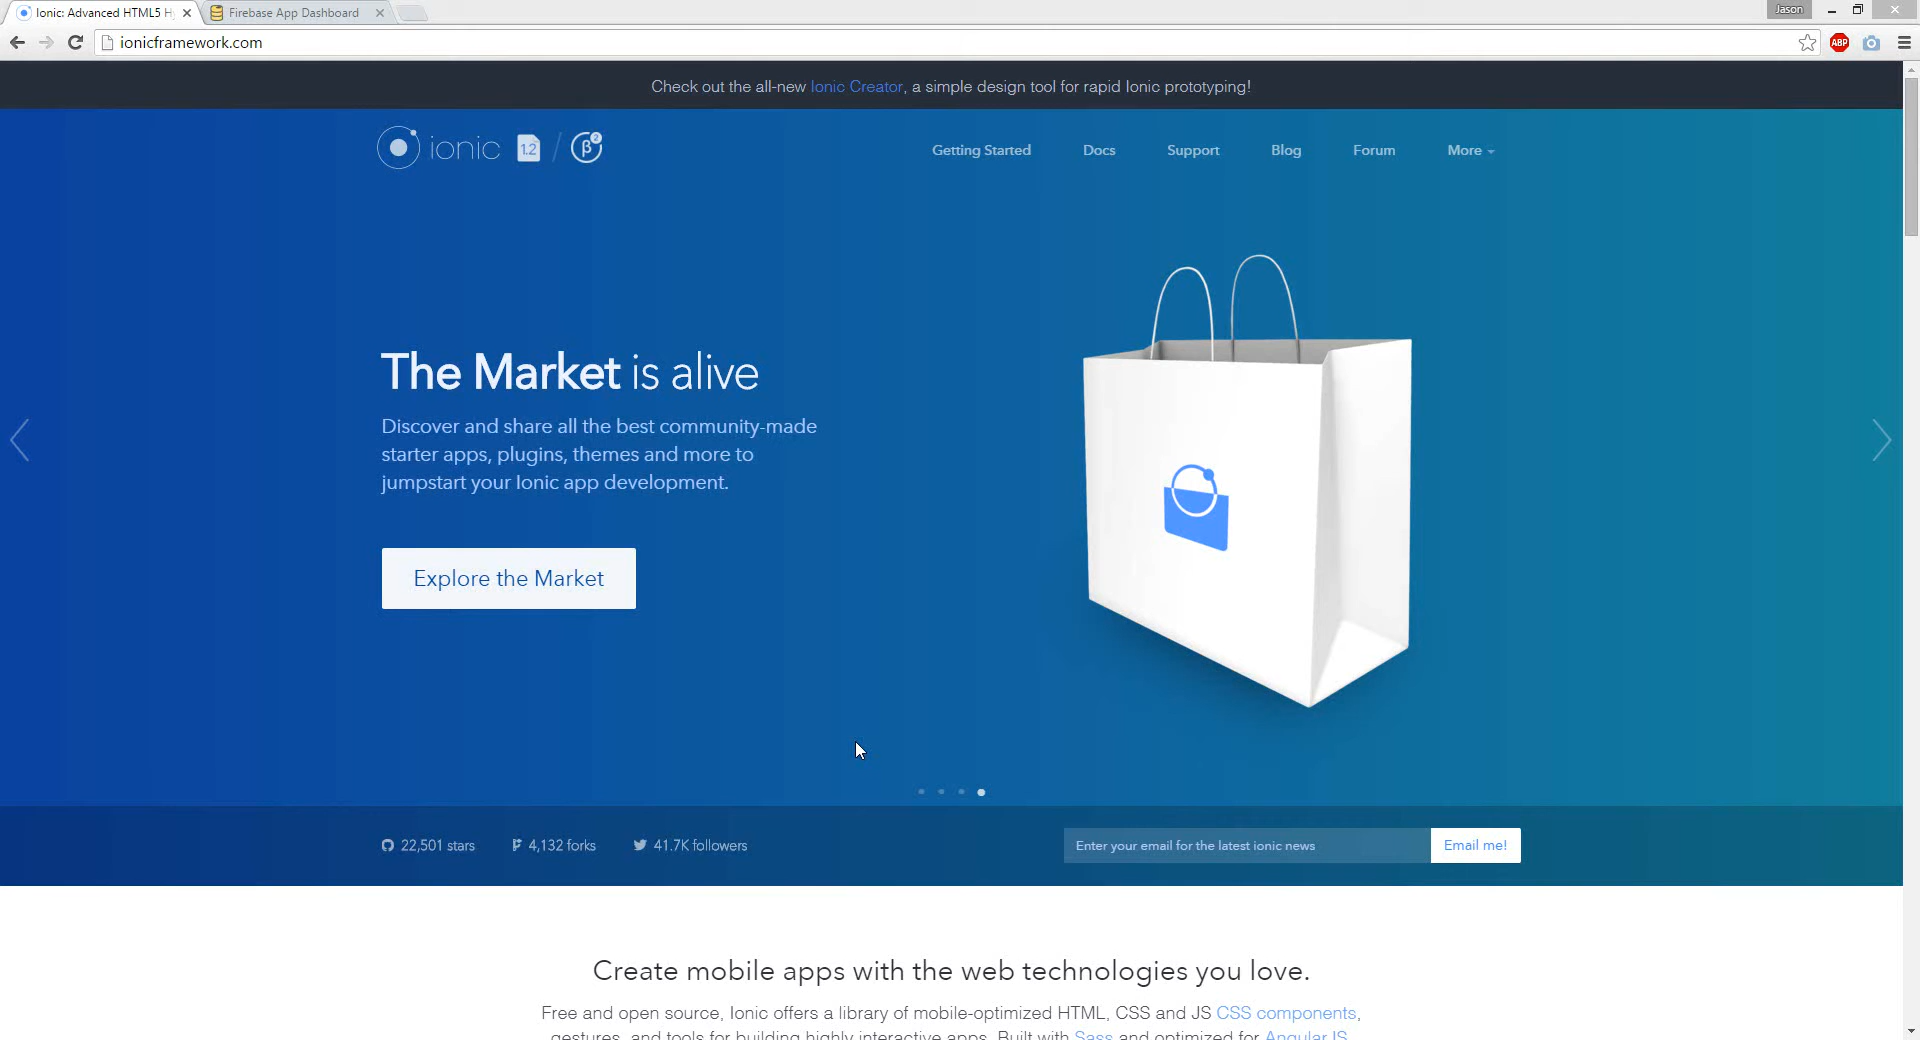 Ionic: Advanced HTML5 H
Firebase App Dashboard
Jason
ionicframework.com
ABP
Check out the all-new Ionic Creator, a simple design tool for rapid Ionic prototyping!
ionic 1.2 / β 2
Getting Started Docs Support Blog Forum More
The Market is alive
Discover and share all the best community-made
starter apps, plugins, themes and more to
jumpstart your Ionic app development.
Explore the Market
22,501 stars 4,132 forks 41.7K followers
Enter your email for the latest ionic news Email me!
Create mobile apps with the web technologies you love.
Free and open source, Ionic offers a library of mobile-optimized HTML, CSS and JS CSS components,
gestures, and tools for building highly interactive apps. Built with Sass and optimized for AngularJS.